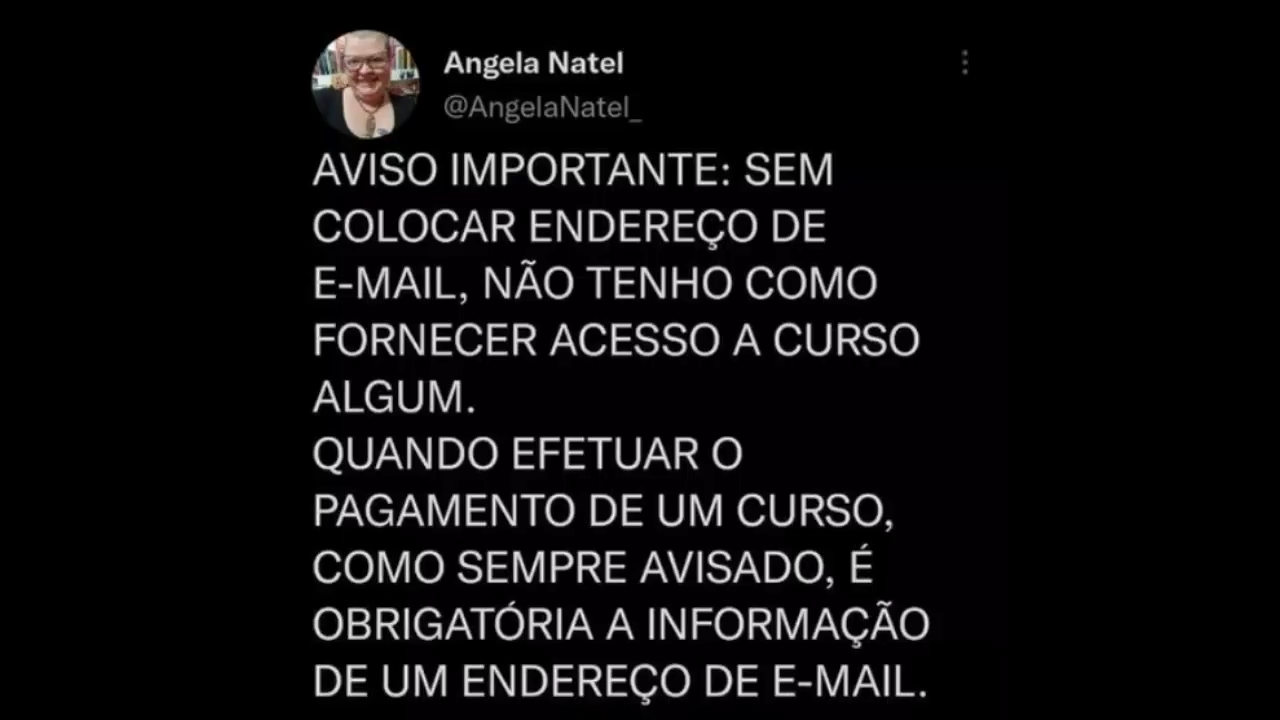 Angela Natel
@AngelaNatel_
AVISO IMPORTANTE: SEM
COLOCAR ENDEREÇO DE
E-MAIL, NÃO TENHO COMO
FORNECER ACESSO A CURSO
ALGUM.
QUANDO EFETUAR O
PAGAMENTO DE UM CURSO,
COMO SEMPRE AVISADO, É
OBRIGATÓRIA A INFORMAÇÃO
DE UM ENDEREÇO DE E-MAIL.